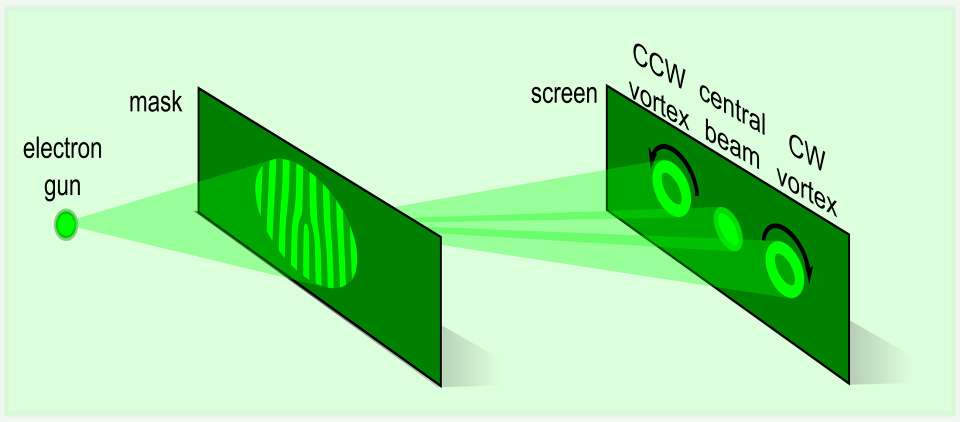 electron
gun
mask
screen
CCW
vortex
central
beam
CW
vortex